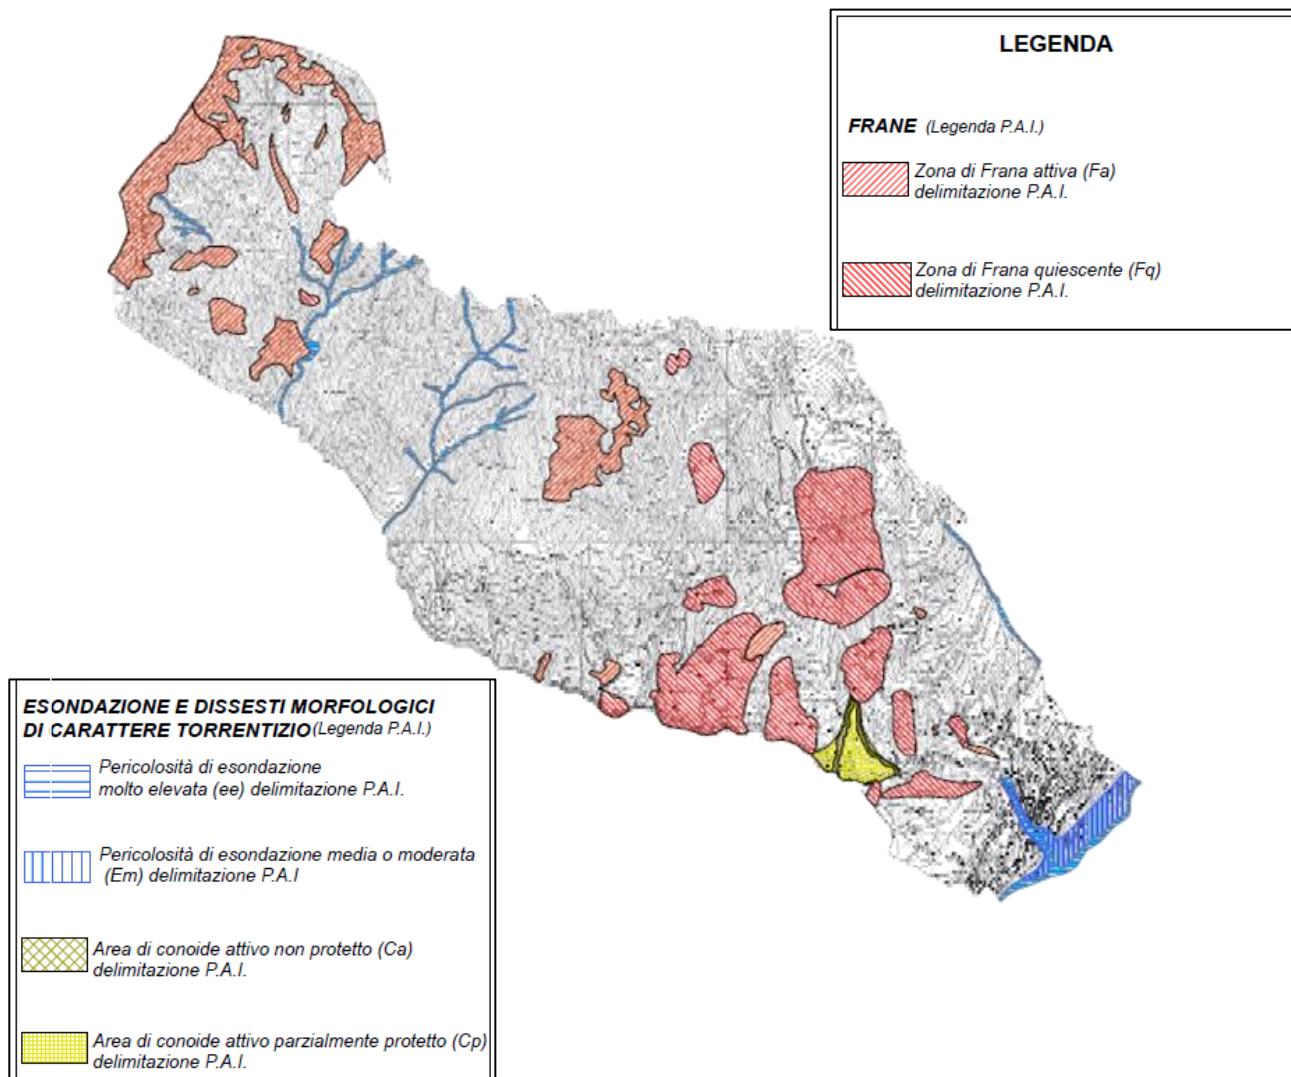 LEGENDA
FRANE (Legenda P.A.I.)
Zona di Frana attiva (Fa)
delimitazione P.A.I.
Zona di Frana quiescente (Fq)
delimitazione P.A.I.
ESONDAZIONE E DISSESTI MORFOLOGICI
DI CARATTERE TORRENTIZIO (Legenda P.A.I.)
Pericolosità di esondazione
molto elevata (ee) delimitazione P.A.I.
Pericolosità di esondazione media o moderata
(Em) delimitazione P.A.I
Area di conoide attivo non protetto (Ca)
delimitazione P.A.I.
Area di conoide attivo parzialmente protetto (Cp)
delimitazione P.A.I.